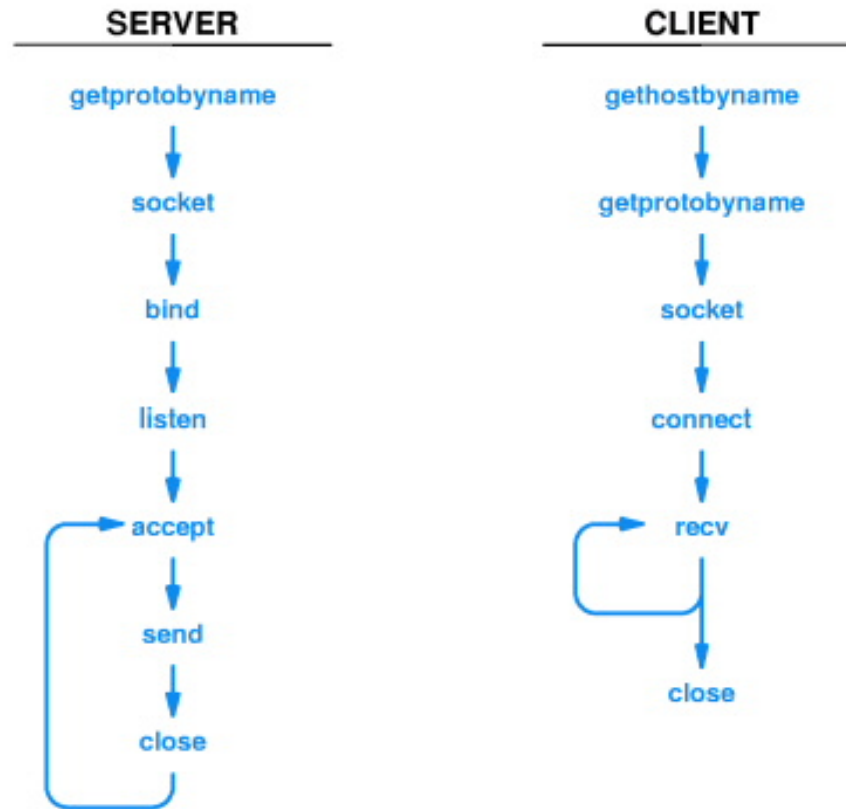 SERVER
getprotobyname
socket
bind
listen
accept
send
close
CLIENT
gethostbyname
getprotobyname
socket
connect
recv
close